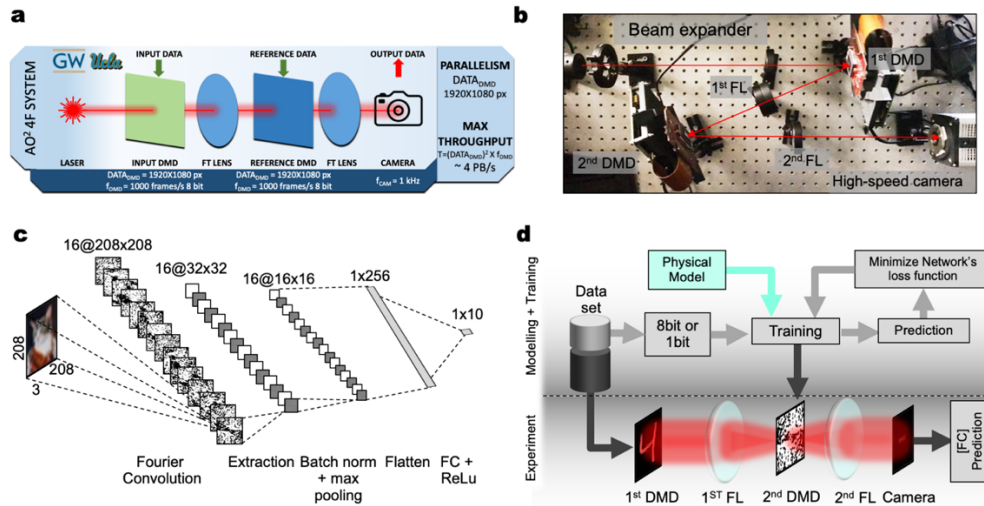 a
AO² 4F SYSTEM
GW Ucla
INPUT DATA
REFERENCE DATA
OUTPUT DATA
LASER
INPUT DMD
FT LENS
REFERENCE DMD
FT LENS
CAMERA
DATA_DMD = 1920X1080 px
f_DMD = 1000 frames/s 8 bit
DATA_DMD = 1920X1080 px
f_DMD = 1000 frames/s 8 bit
f_CAM = 1 kHz
PARALLELISM
DATA_DMD
1920X1080 px
MAX
THROUGHPUT
T=(DATA_DMD)² X f_DMD
~ 4 PB/s
b
Beam expander
1st DMD
1st FL
2nd DMD
2nd FL
High-speed camera
c
16@208x208
16@32x32
16@16x16
1x256
1x10
208
208
3
Fourier
Convolution
Extraction
Batch norm
+ max
pooling
Flatten
FC +
ReLu
d
Modelling + Training
Experiment
Data
set
Physical
Model
Minimize Network's
loss function
8bit or
1bit
Training
Prediction
4
[FC]
Prediction
1st DMD
1ST FL
2nd DMD
2nd FL
Camera